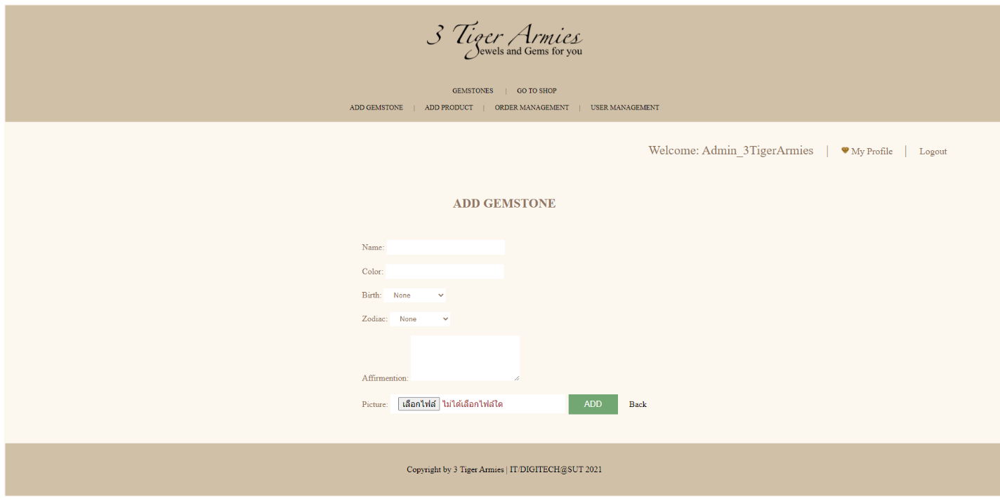 3 Tiger Armies
Jewels and Gems for you
GEMSTONES | GO TO SHOP
ADD GEMSTONE | ADD PRODUCT | ORDER MANAGEMENT | USER MANAGEMENT
Welcome: Admin_3TigerArmies | My Profile | Logout
ADD GEMSTONE
Name:
Color:
Birth: None
Zodiac: None
Affirmention:
Picture: เลือกไฟล์ ไม่ได้เลือกไฟล์ใด ADD Back
Copyright by 3 Tiger Armies | IT/DIGITECH@SUT 2021